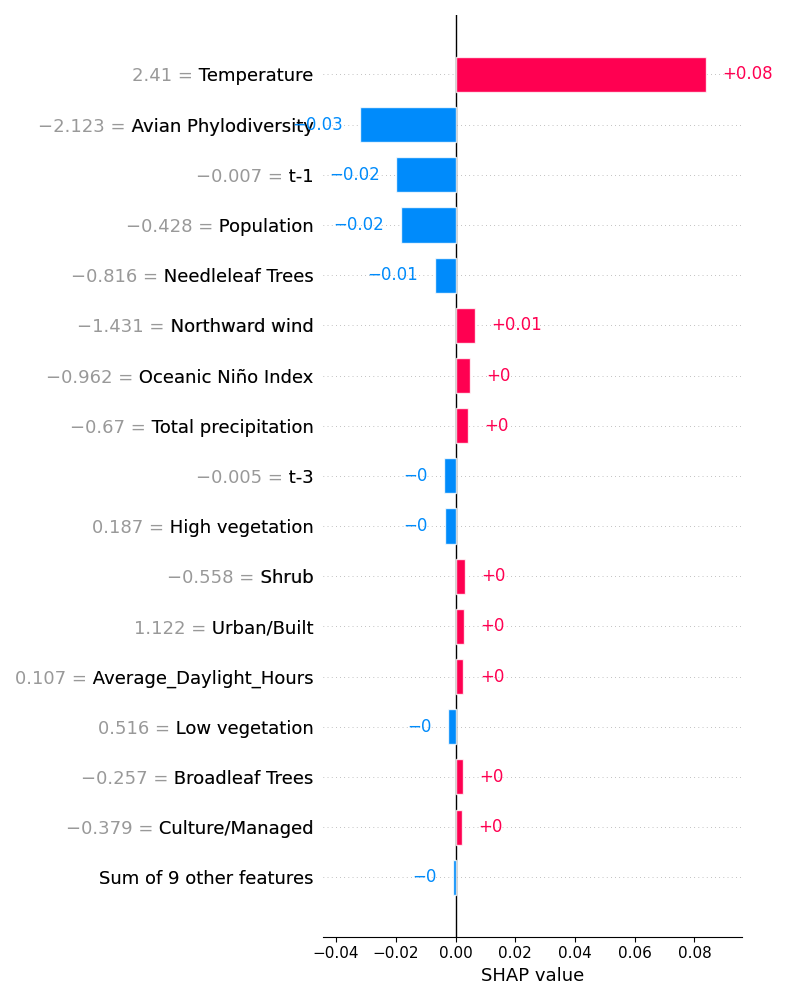 2.41 = Temperature +0.08
−2.123 = Avian Phylodiversity −0.03
−0.007 = t-1 −0.02
−0.428 = Population −0.02
−0.816 = Needleleaf Trees −0.01
−1.431 = Northward wind +0.01
−0.962 = Oceanic Niño Index +0
−0.67 = Total precipitation +0
−0.005 = t-3 −0
0.187 = High vegetation −0
−0.558 = Shrub +0
1.122 = Urban/Built +0
0.107 = Average_Daylight_Hours +0
0.516 = Low vegetation −0
−0.257 = Broadleaf Trees +0
−0.379 = Culture/Managed +0
Sum of 9 other features −0
−0.04 −0.02 0.00 0.02 0.04 0.06 0.08
SHAP value